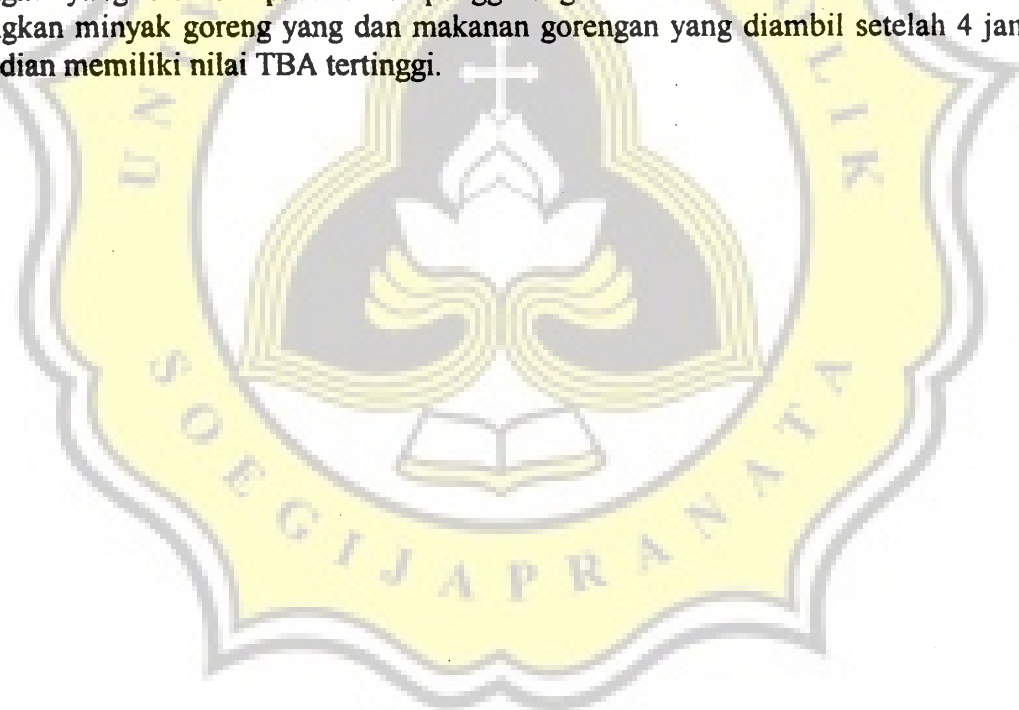 gkan minyak goreng yang dan makanan gorengan yang diambil setelah 4 jam
dian memiliki nilai TBA tertinggi.
SOEGIJAPRANATA